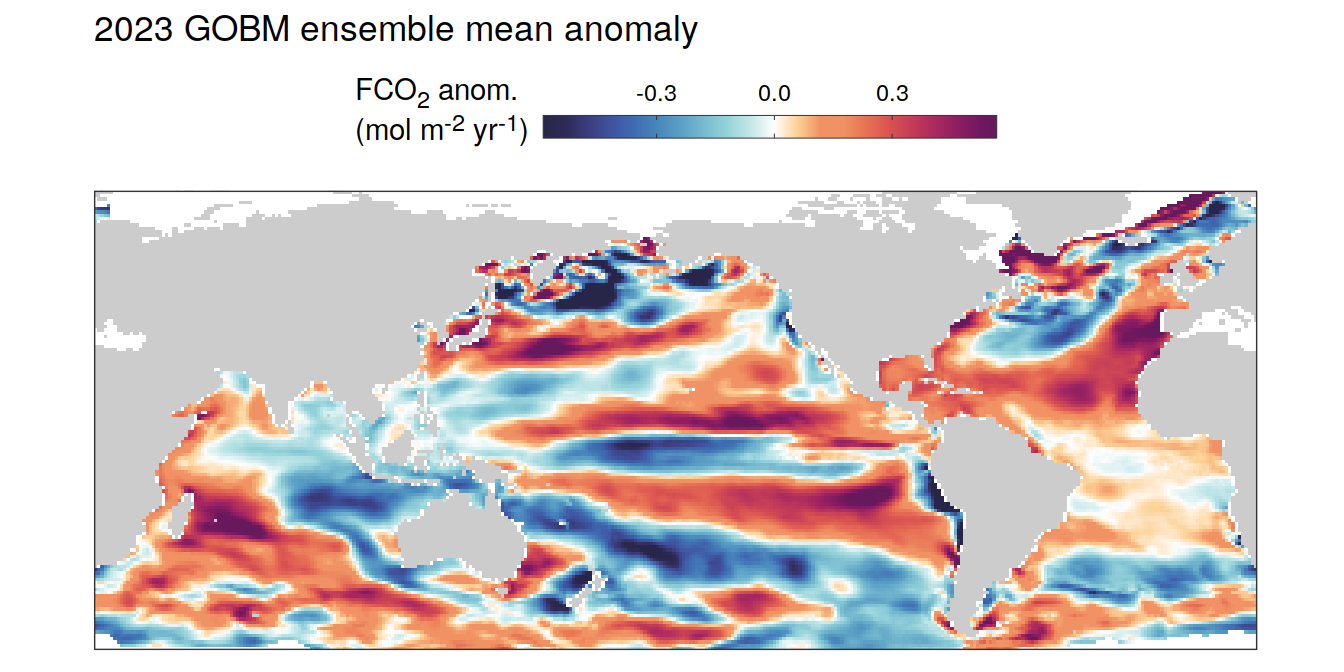 2023 GOBM ensemble mean anomaly
FCO₂ anom.
(mol m⁻² yr⁻¹)
-0.3 0.0 0.3